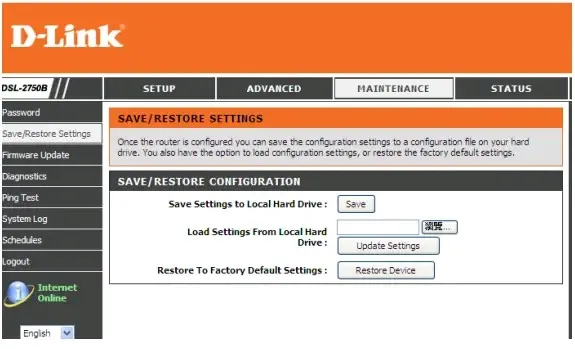 D-Link
DSL-2750B
SETUP
ADVANCED
MAINTENANCE
STATUS
Password
Save/Restore Settings
Firmware Update
Diagnostics
Ping Test
System Log
Schedules
Logout
Internet
Online
English
SAVE/RESTORE SETTINGS
Once the router is configured you can save the configuration settings to a configuration file on your hard
drive. You also have the option to load configuration settings, or restore the factory default settings.
SAVE/RESTORE CONFIGURATION
Save Settings to Local Hard Drive : Save
Load Settings From Local Hard
Drive : 瀏覽...
Update Settings
Restore To Factory Default Settings : Restore Device